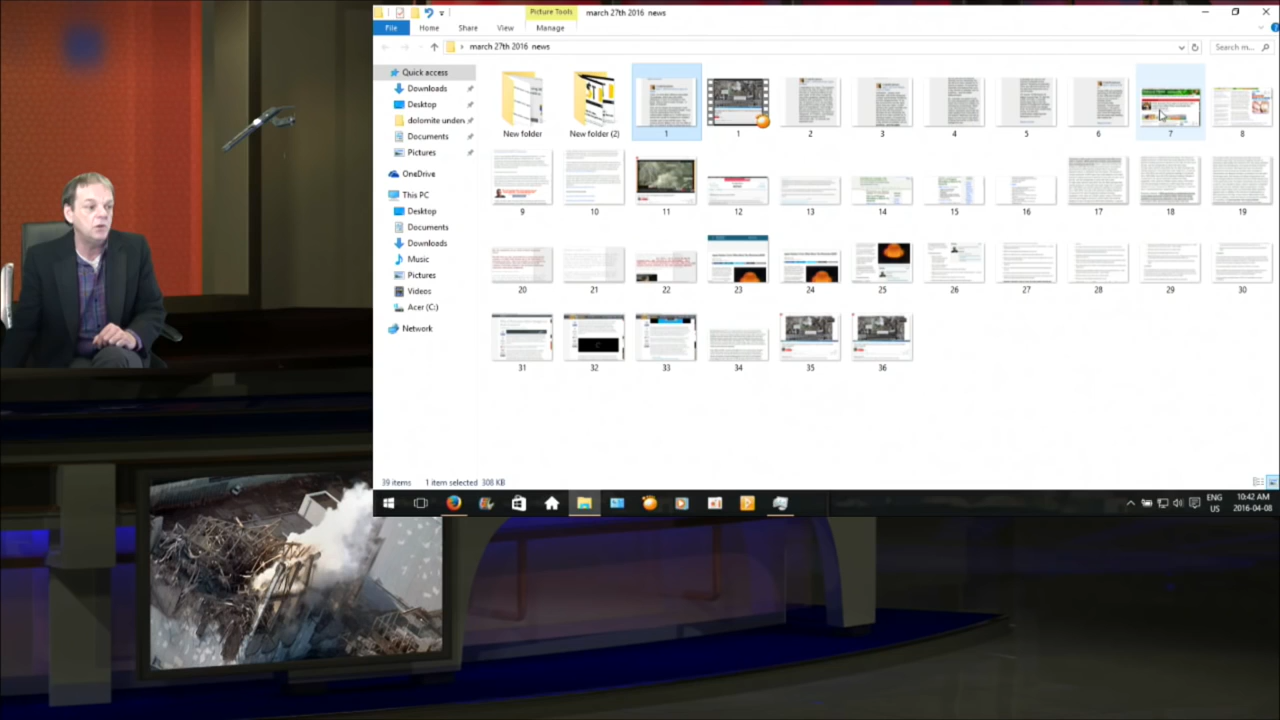 Picture Tools
march 27th 2016 news
File
Home
Share
View
Manage
march 27th 2016 news
Search m...
Quick access
Downloads
Desktop
dolomite unden
Documents
Pictures
OneDrive
This PC
Desktop
Documents
Downloads
Music
Pictures
Videos
Acer (C:)
Network
New folder
New folder (2)
1
1
2
3
4
5
6
7
8
9
10
11
12
13
14
15
16
17
18
19
20
21
22
23
24
25
26
27
28
29
30
31
32
33
34
35
36
39 items
1 item selected 308 KB
ENG
US
10:42 AM
2016-04-08